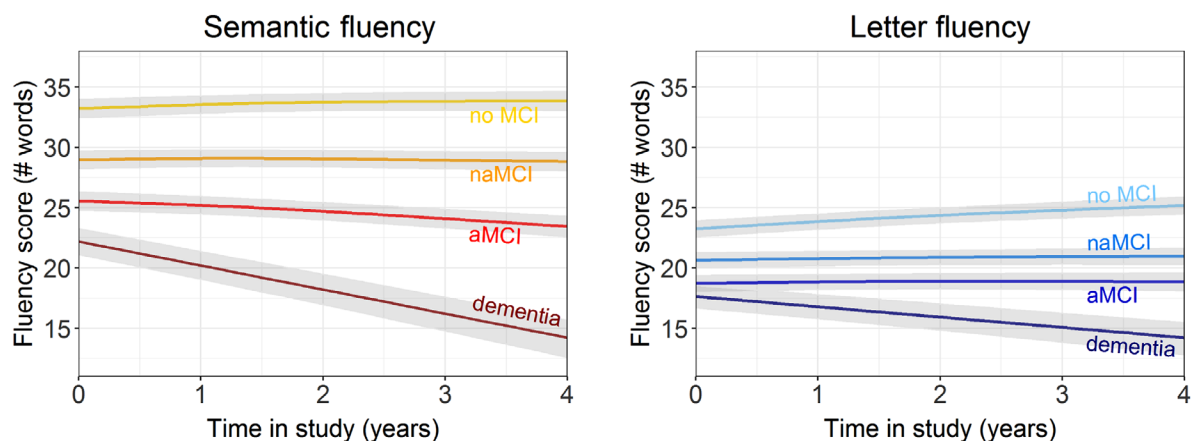 Semantic fluency
Fluency score (# words)
35
30
25
20
15
no MCI
naMCI
aMCI
dementia
0 1 2 3 4
Time in study (years)
Letter fluency
Fluency score (# words)
35
30
25
20
15
no MCI
naMCI
aMCI
dementia
0 1 2 3 4
Time in study (years)